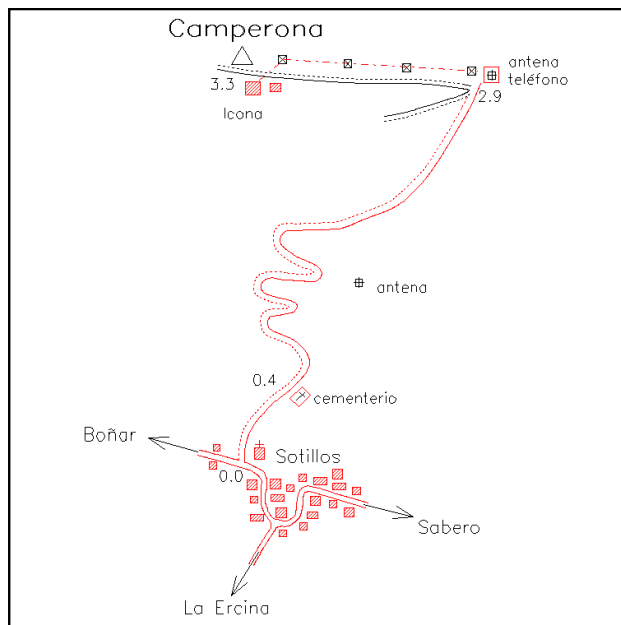 Camperona
antena
teléfono
3.3
2.9
Icona
antena
0.4
cementerio
Boñar
Sotillos
0.0
Sabero
La Ercina